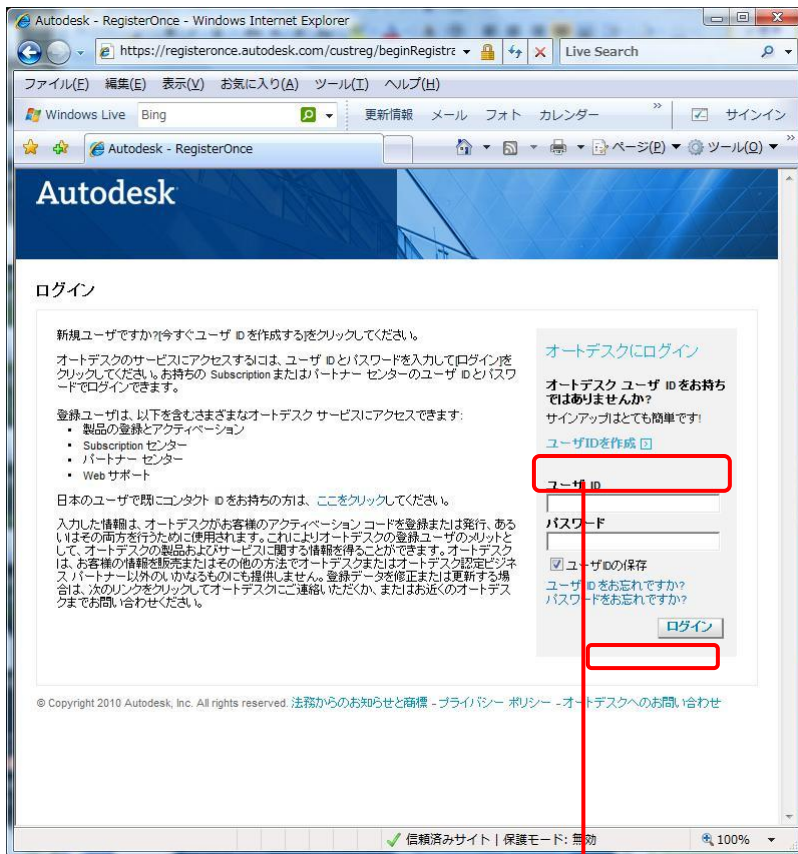 Autodesk - RegisterOnce - Windows Internet Explorer
https://registeronce.autodesk.com/custreg/beginRegistra
Live Search
ファイル(F) 編集(E) 表示(V) お気に入り(A) ツール(T) ヘルプ(H)
Windows Live Bing 更新情報 メール フォト カレンダー » サインイン
Autodesk - RegisterOnce ページ(P) ツール(O) »
Autodesk
ログイン
新規ユーザですか?[今すぐユーザ ID を作成する]をクリックしてください。
オートデスクのサービスにアクセスするには、ユーザ ID とパスワードを入力して[ログイン]を
クリックしてください。お持ちの Subscription またはパートナー センターのユーザ ID とパスワ
ードでログインできます。
登録ユーザは、以下を含むさまざまなオートデスク サービスにアクセスできます:
• 製品の登録とアクティベーション
• Subscription センター
• パートナー センター
• Web サポート
日本のユーザで既にコンタクト ID をお持ちの方は、ここをクリックしてください。
入力した情報は、オートデスクがお客様のアクティベーション コードを登録または発行、ある
いはその両方を行うために使用されます。これによりオートデスクの登録ユーザのメリットと
して、オートデスクの製品およびサービスに関する情報を得ることができます。オートデスク
は、お客様の情報を販売またはその他の方法でオートデスクまたはオートデスク認定ビジネ
ス パートナー以外のいかなるものにも提供しません。登録データを修正または更新する場
合は、次のリンクをクリックしてオートデスクにご連絡いただくか、またはお近くのオートデス
クまでお問い合わせください。
オートデスクにログイン
オートデスク ユーザ ID をお持ち
ではありませんか?
サインアップはとても簡単です!
ユーザIDを作成
ユーザ ID
パスワード
ユーザIDの保存
ユーザ ID をお忘れですか?
パスワードをお忘れですか?
ログイン
© Copyright 2010 Autodesk, Inc. All rights reserved. 法務からのお知らせと商標 - プライバシー ポリシー - オートデスクへのお問い合わせ
信頼済みサイト | 保護モード: 無効 100%